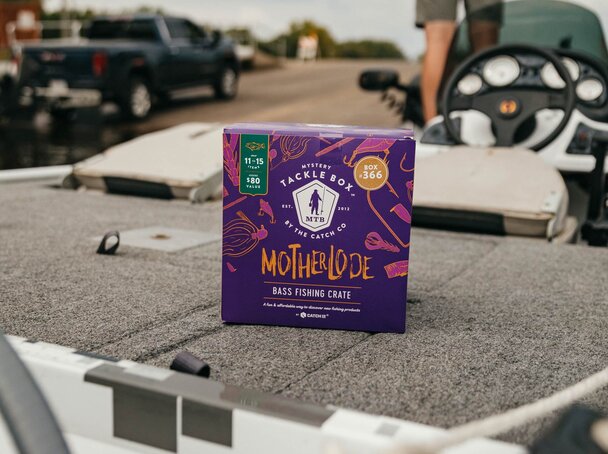 11–15
ITEMS
$80
VALUE
MYSTERY
TACKLE BOX
EST. 2012
MTB
BY THE CATCH CO
BOX
#366
MOTHERLODE
BASS FISHING CRATE
A fun & affordable way to discover new fishing products
BY CATCH CO